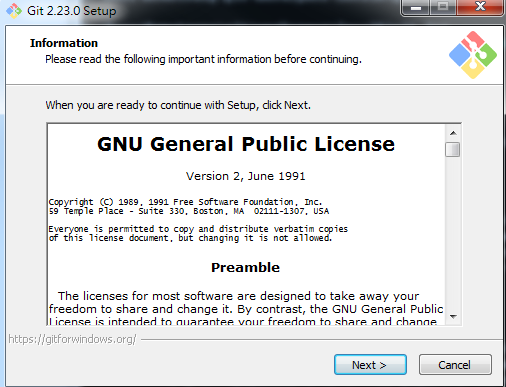 Git 2.23.0 Setup
Information
Please read the following important information before continuing.
When you are ready to continue with Setup, click Next.
GNU General Public License
Version 2, June 1991
Copyright (C) 1989, 1991 Free Software Foundation, Inc.
59 Temple Place - Suite 330, Boston, MA  02111-1307, USA
Everyone is permitted to copy and distribute verbatim copies
of this license document, but changing it is not allowed.
Preamble
The licenses for most software are designed to take away your
freedom to share and change it. By contrast, the GNU General Public
License is intended to guarantee your freedom to share and change
https://gitforwindows.org/
Next >
Cancel